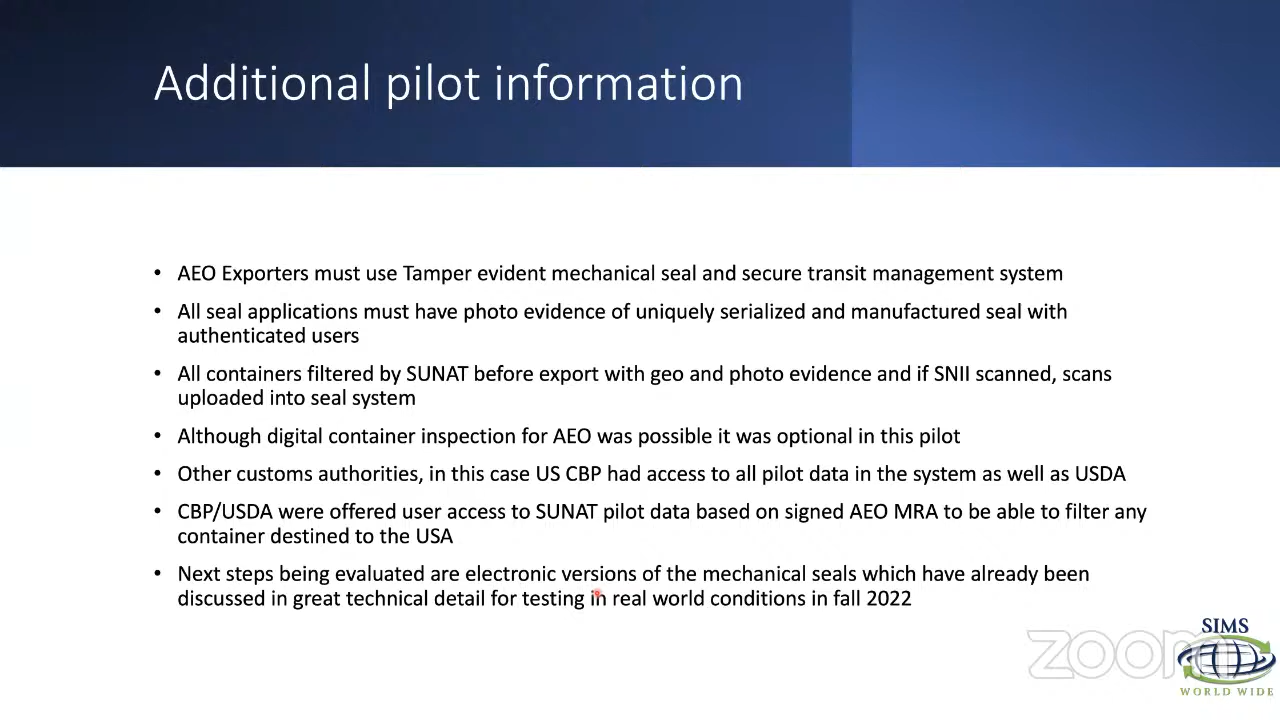 Additional pilot information
• AEO Exporters must use Tamper evident mechanical seal and secure transit management system
• All seal applications must have photo evidence of uniquely serialized and manufactured seal with
authenticated users
• All containers filtered by SUNAT before export with geo and photo evidence and if SNII scanned, scans
uploaded into seal system
• Although digital container inspection for AEO was possible it was optional in this pilot
• Other customs authorities, in this case US CBP had access to all pilot data in the system as well as USDA
• CBP/USDA were offered user access to SUNAT pilot data based on signed AEO MRA to be able to filter any
container destined to the USA
• Next steps being evaluated are electronic versions of the mechanical seals which have already been
discussed in great technical detail for testing in real world conditions in fall 2022
zoom
SIMS
WORLD WIDE